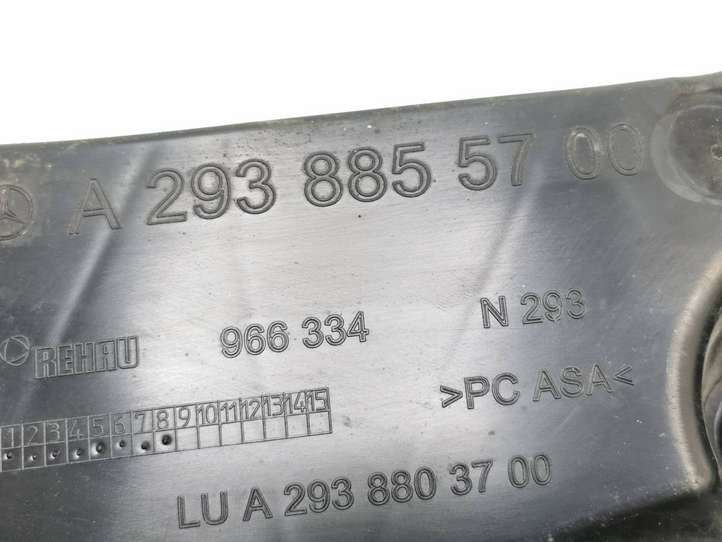 A 293 885 57 00
966 334
N 293
REHAU
>PC ASA<
1 2 3 4 5 6 7 8 9 10 11 12 13 14 15
LU A 293 880 37 00